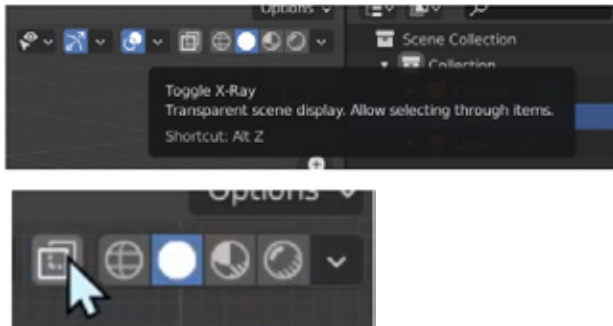 Options
Scene Collection
Collection
Toggle X-Ray
Transparent scene display. Allow selecting through items.
Shortcut: Alt Z
Options